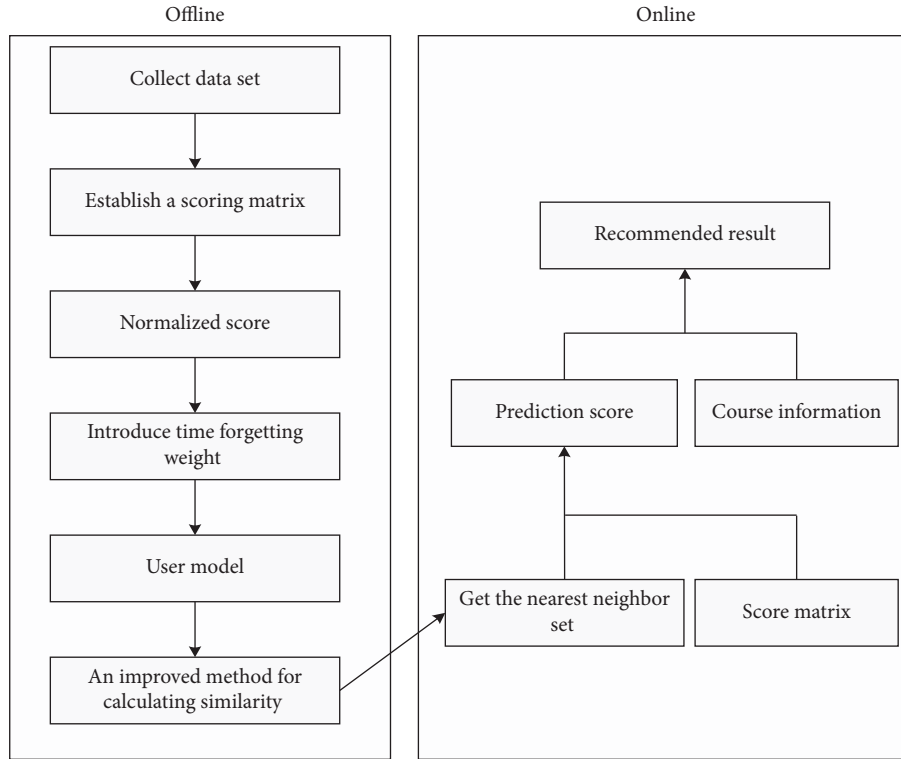 Offline
Collect data set
Establish a scoring matrix
Normalized score
Introduce time forgetting
weight
User model
An improved method for
calculating similarity
Online
Recommended result
Prediction score
Course information
Get the nearest neighbor
set
Score matrix